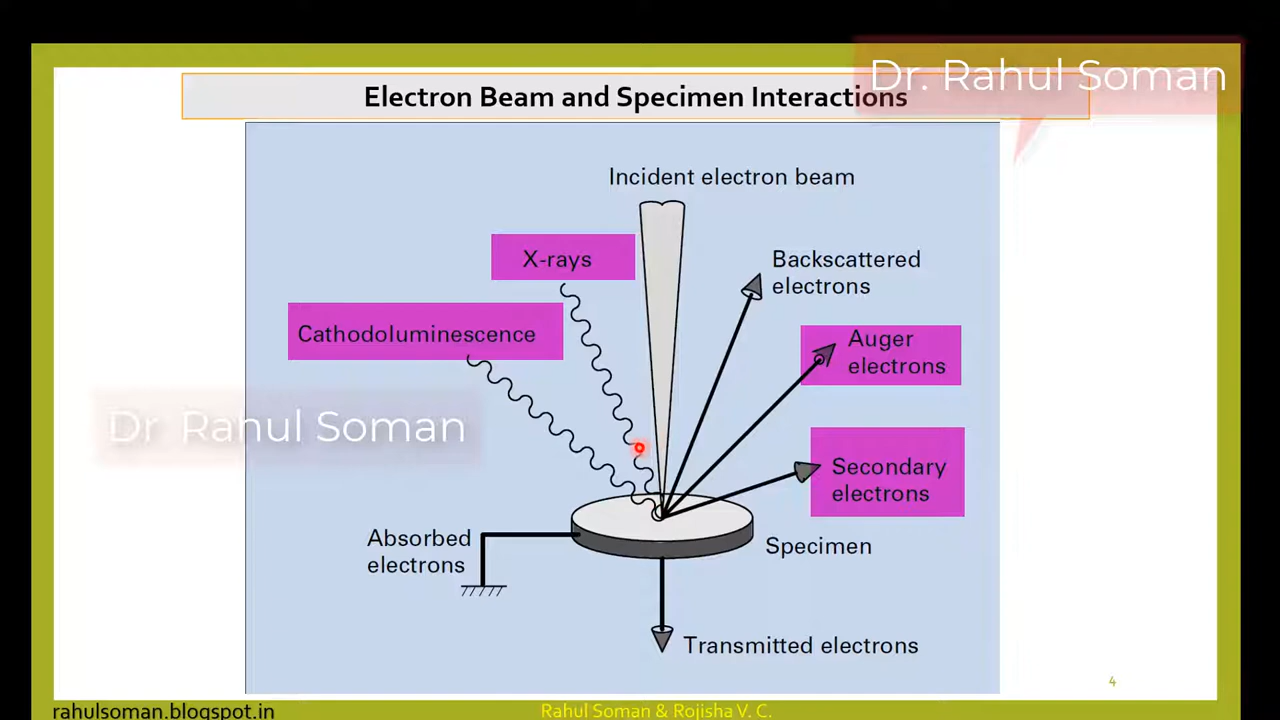 Dr. Rahul Soman
Electron Beam and Specimen Interactions
Incident electron beam
X-rays
Backscattered
electrons
Cathodoluminescence
Auger
electrons
Dr Rahul Soman
Secondary
electrons
Absorbed
electrons
Specimen
Transmitted electrons
4
rahulsoman.blogspot.in
Rahul Soman & Rojisha V. C.